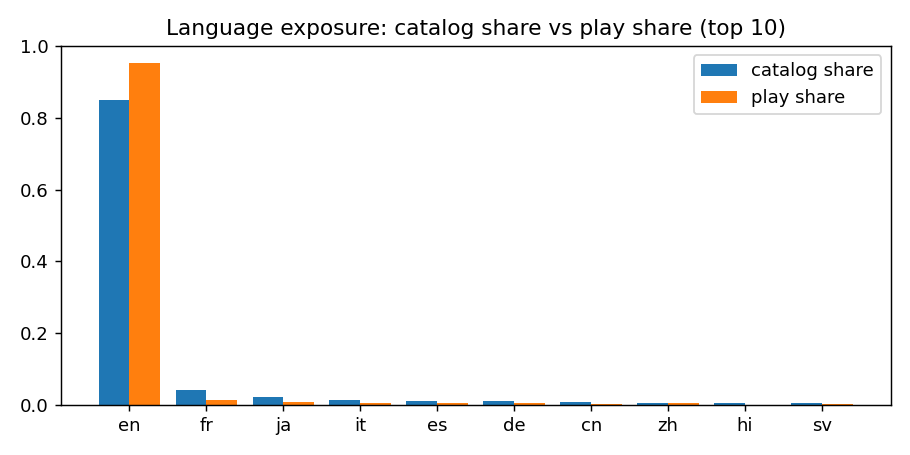 Language exposure: catalog share vs play share (top 10)
1.0
0.8
0.6
0.4
0.2
0.0
catalog share
play share
en fr ja it es de cn zh hi sv